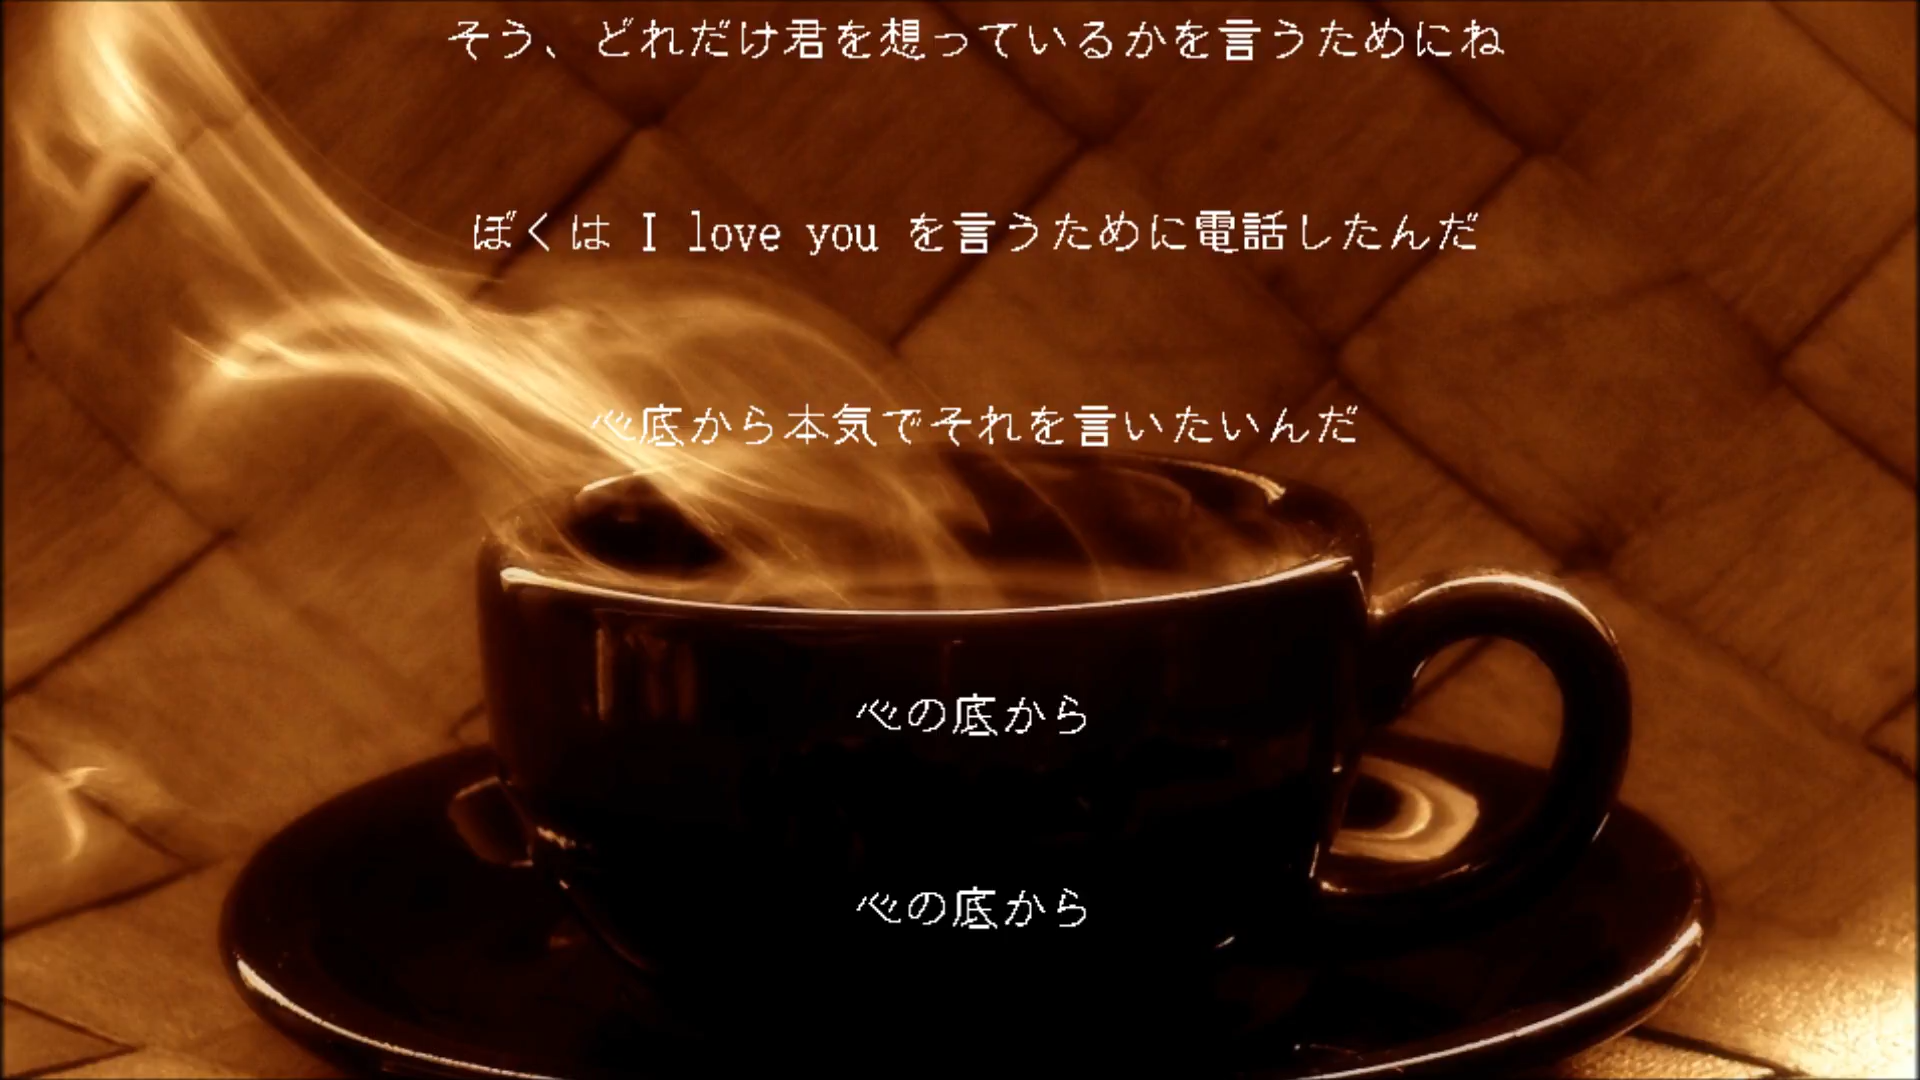 そう、どれだけ君を想っているかを言うためにね
ぼくは I love you を言うために電話したんだ
心底から本気でそれを言いたいんだ
心の底から
心の底から